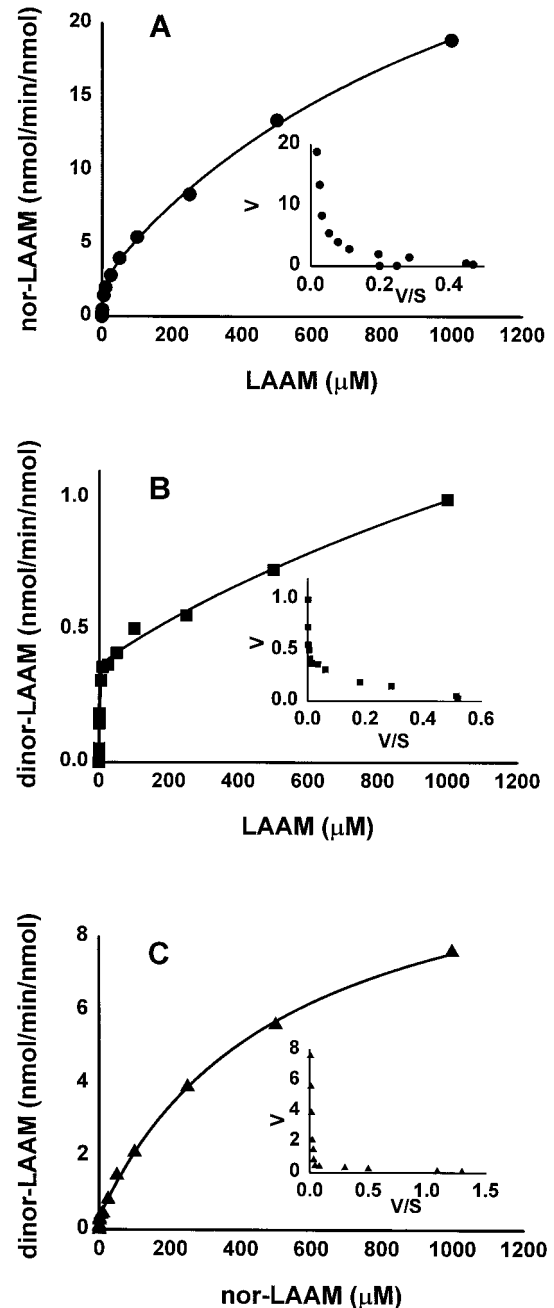 A
nor-LAAM (nmol/min/nmol)
20
15
10
5
0
0 200 400 600 800 1000 1200
LAAM (μM)
V
20
10
0
0.0 0.2 0.4
V/S
B
dinor-LAAM (nmol/min/nmol)
1.0
0.5
0.0
0 200 400 600 800 1000 1200
LAAM (μM)
V
1.0
0.5
0.0
0.0 0.2 0.4 0.6
V/S
C
dinor-LAAM (nmol/min/nmol)
8
6
4
2
0
0 200 400 600 800 1000 1200
nor-LAAM (μM)
V
8
6
4
2
0
0.0 0.5 1.0 1.5
V/S